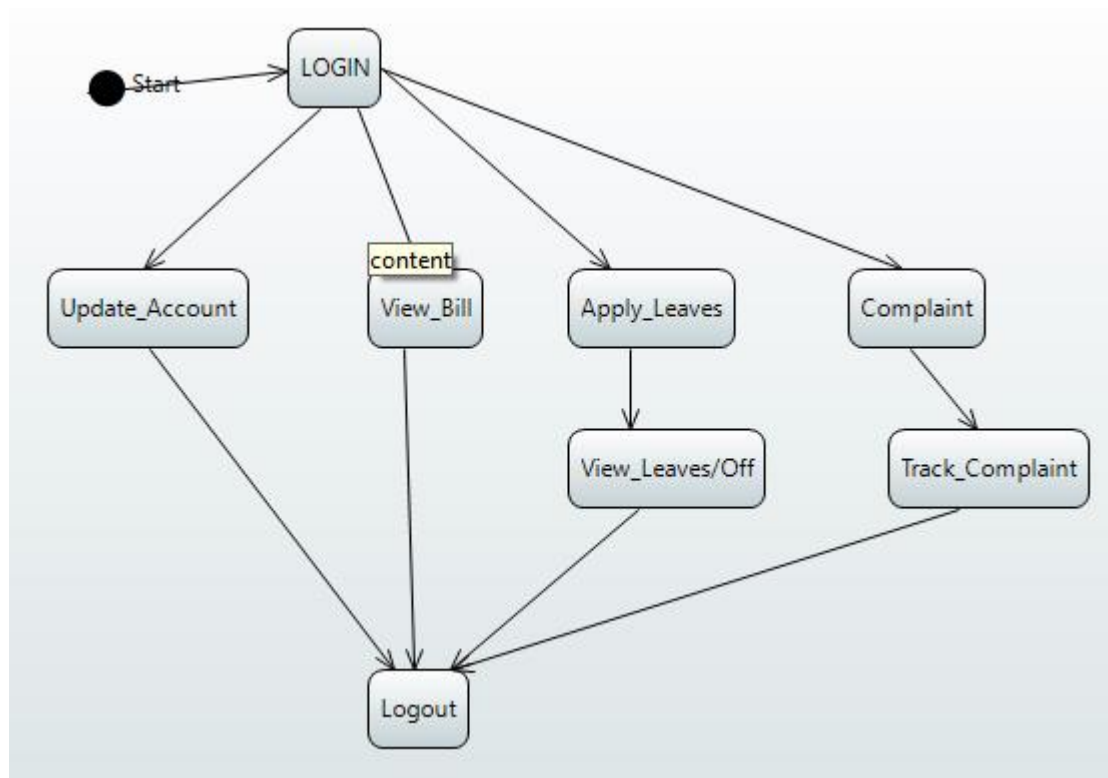 LOGIN
Start
content
Update_Account
View_Bill
Apply_Leaves
Complaint
View_Leaves/Off
Track_Complaint
Logout